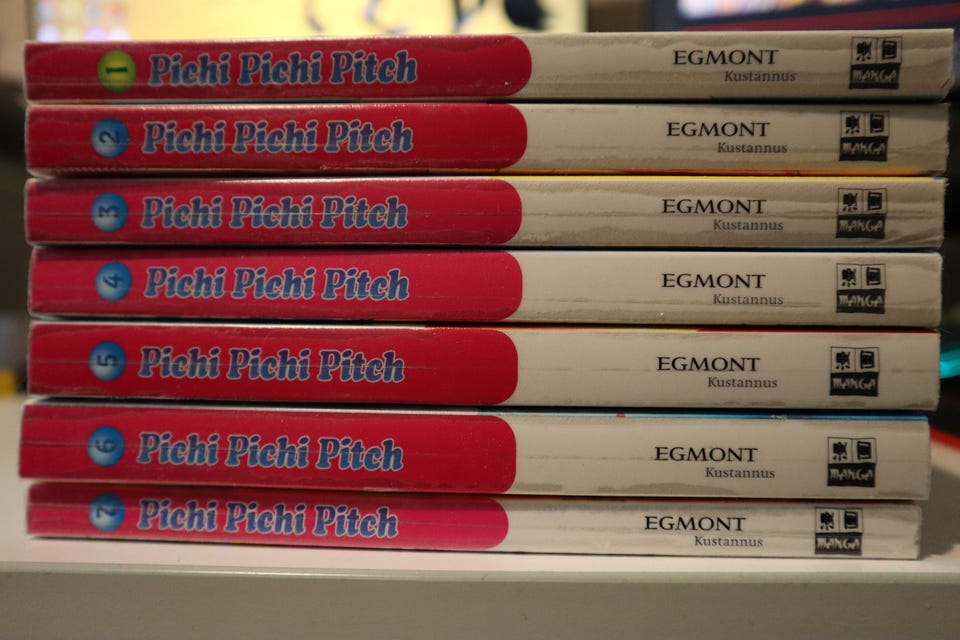 1 Pichi Pichi Pitch EGMONT
Kustannus
MANGA
2 Pichi Pichi Pitch EGMONT
Kustannus
MANGA
3 Pichi Pichi Pitch EGMONT
Kustannus
MANGA
4 Pichi Pichi Pitch EGMONT
Kustannus
MANGA
5 Pichi Pichi Pitch EGMONT
Kustannus
MANGA
6 Pichi Pichi Pitch EGMONT
Kustannus
MANGA
7 Pichi Pichi Pitch EGMONT
Kustannus
MANGA